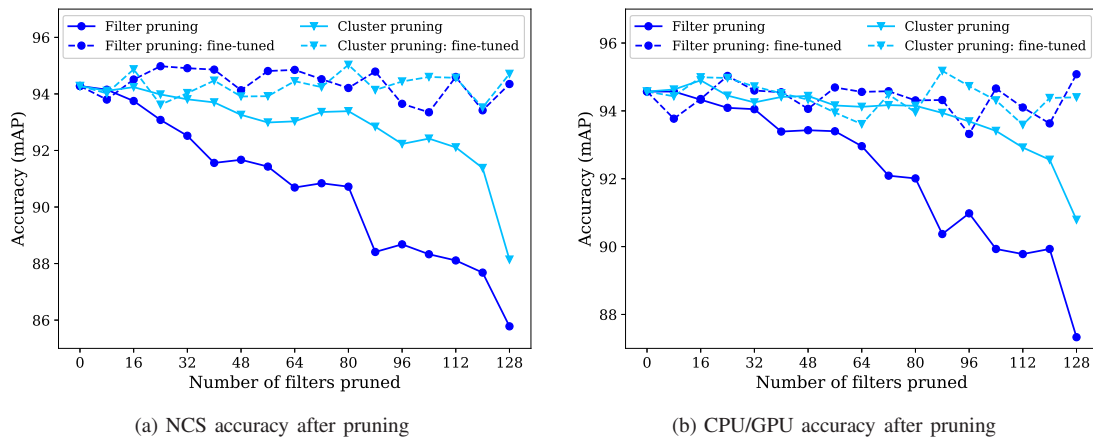 Filter pruning
Filter pruning: fine-tuned
Cluster pruning
Cluster pruning: fine-tuned
Accuracy (mAP)
96
94
92
90
88
86
0 16 32 48 64 80 96 112 128
Number of filters pruned
(a) NCS accuracy after pruning
Filter pruning
Filter pruning: fine-tuned
Cluster pruning
Cluster pruning: fine-tuned
Accuracy (mAP)
96
94
92
90
88
0 16 32 48 64 80 96 112 128
Number of filters pruned
(b) CPU/GPU accuracy after pruning